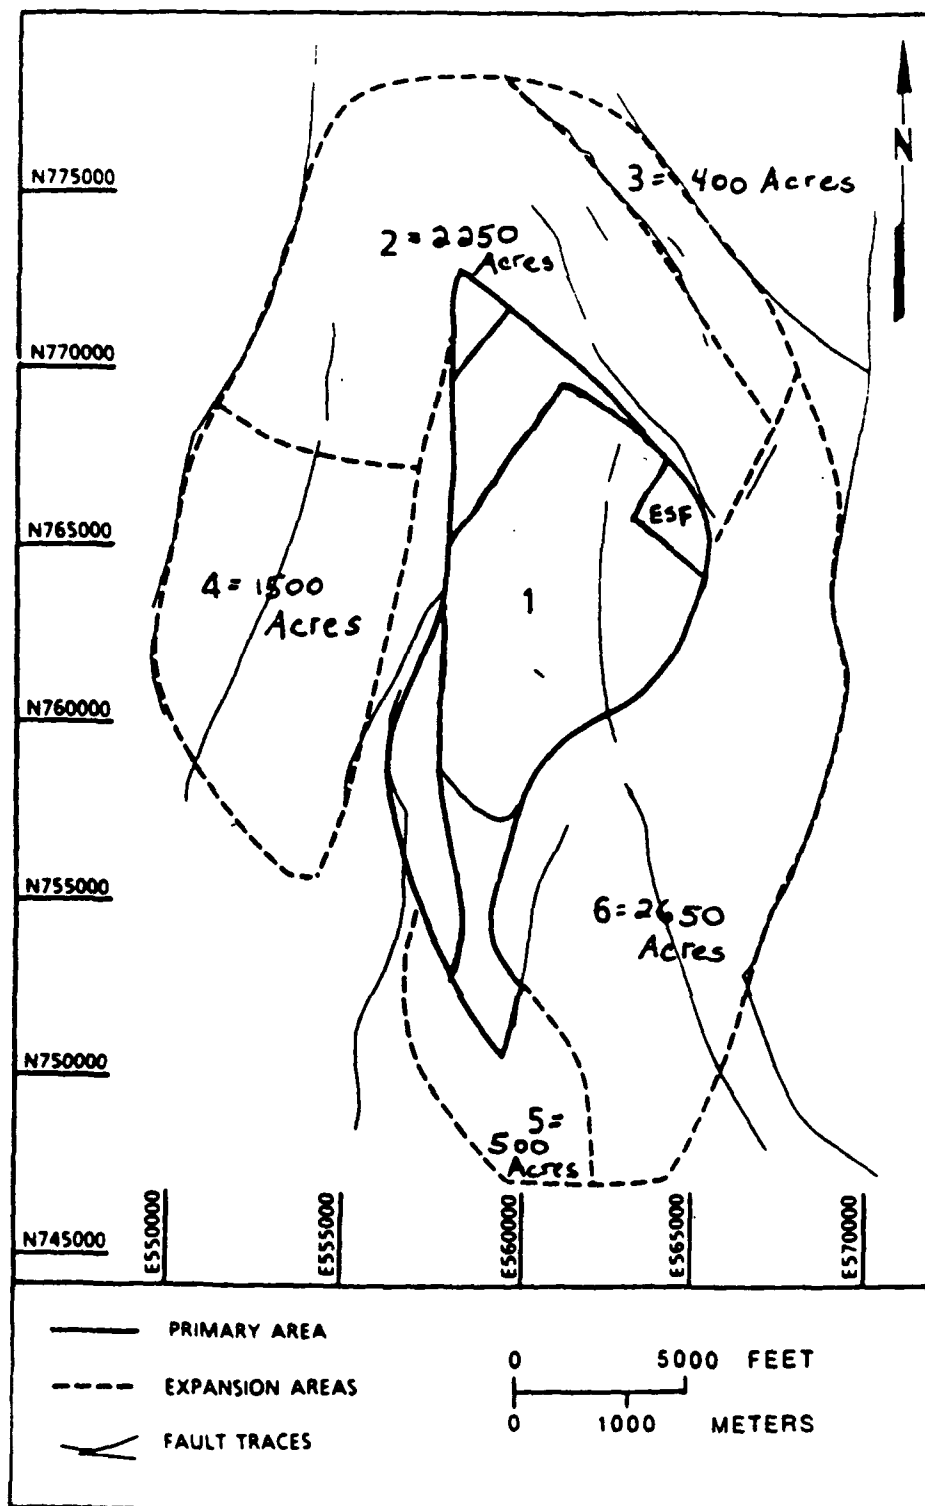 N
N775000
3 = 400 Acres
2 = 2250
Acres
N770000
N765000
ESF
4 = 1500
Acres
1
N760000
N755000
6 = 2650
Acres
N750000
5 =
500
Acres
N745000
E550000
E555000
E560000
E565000
E570000
PRIMARY AREA
0 5000 FEET
EXPANSION AREAS
0 1000 METERS
FAULT TRACES